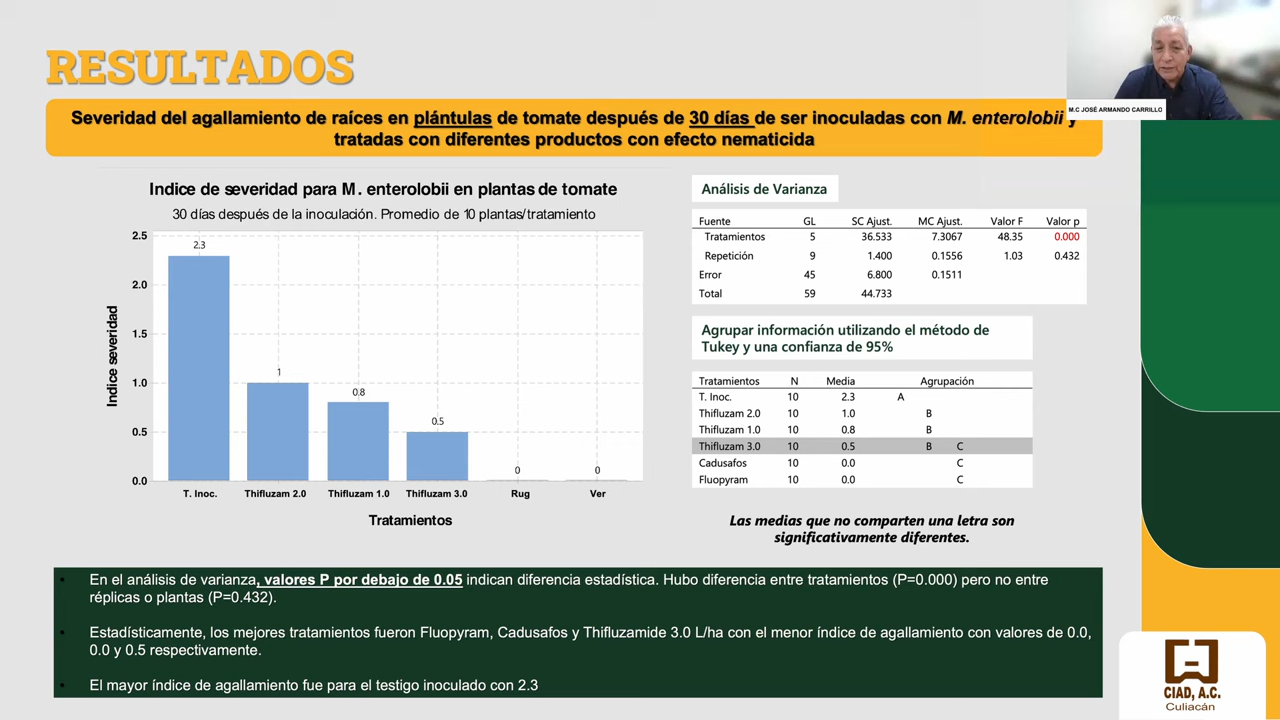 RESULTADOS
M.C JOSÉ ARMANDO CARRILLO
Severidad del agallamiento de raíces en plántulas de tomate después de 30 días de ser inoculadas con M. enterolobii y
tratadas con diferentes productos con efecto nematicida
Indice de severidad para M. enterolobii en plantas de tomate
30 días después de la inoculación. Promedio de 10 plantas/tratamiento
Indice severidad
2.5
2.0
1.5
1.0
0.5
0.0
2.3
1
0.8
0.5
0
0
T. Inoc. Thifluzam 2.0 Thifluzam 1.0 Thifluzam 3.0 Rug Ver
Tratamientos
Análisis de Varianza
Fuente GL SC Ajust. MC Ajust. Valor F Valor p
Tratamientos 5 36.533 7.3067 48.35 0.000
Repetición 9 1.400 0.1556 1.03 0.432
Error 45 6.800 0.1511
Total 59 44.733
Agrupar información utilizando el método de
Tukey y una confianza de 95%
Tratamientos N Media Agrupación
T. Inoc. 10 2.3 A
Thifluzam 2.0 10 1.0 B
Thifluzam 1.0 10 0.8 B
Thifluzam 3.0 10 0.5 B C
Cadusafos 10 0.0 C
Fluopyram 10 0.0 C
Las medias que no comparten una letra son
significativamente diferentes.
• En el análisis de varianza, valores P por debajo de 0.05 indican diferencia estadística. Hubo diferencia entre tratamientos (P=0.000) pero no entre
réplicas o plantas (P=0.432).
• Estadísticamente, los mejores tratamientos fueron Fluopyram, Cadusafos y Thifluzamide 3.0 L/ha con el menor índice de agallamiento con valores de 0.0,
0.0 y 0.5 respectivamente.
• El mayor índice de agallamiento fue para el testigo inoculado con 2.3
CIAD, A.C.
Culiacán